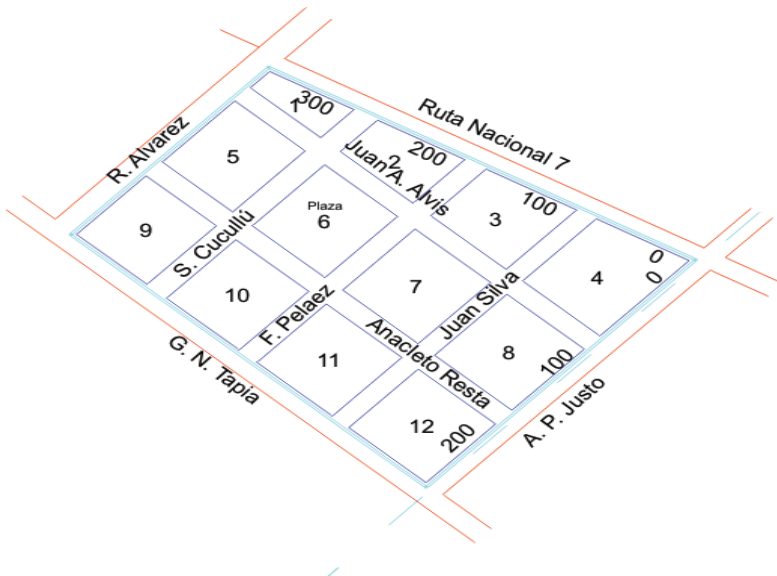 300
1
Ruta Nacional 7
R. Alvarez
200
2
Juan A. Alvis
5
100
3
Plaza
6
9
S. Cucullú
0
4
0
7
10
F. Pelaez
Juan Silva
Anacleto Resta
8
100
11
G. N. Tapia
A. P. Justo
12
200